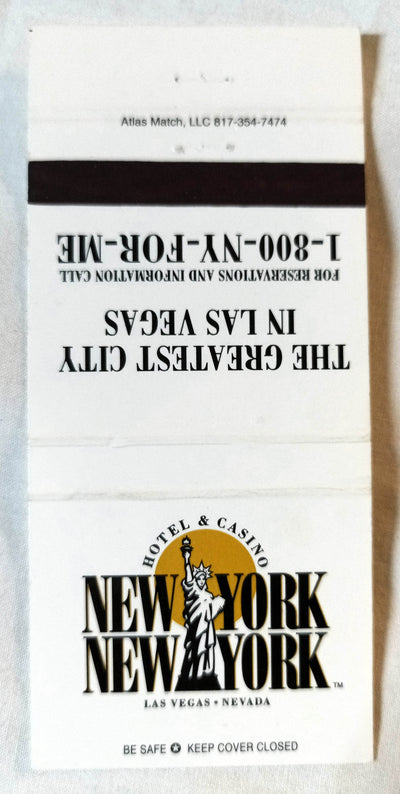 Atlas Match, LLC 817-354-7474
THE GREATEST CITY
IN LAS VEGAS
FOR RESERVATIONS AND INFORMATION CALL
1-800-NY-FOR-ME
HOTEL & CASINO
NEW YORK
NEW YORK ™
LAS VEGAS • NEVADA
BE SAFE ✪ KEEP COVER CLOSED